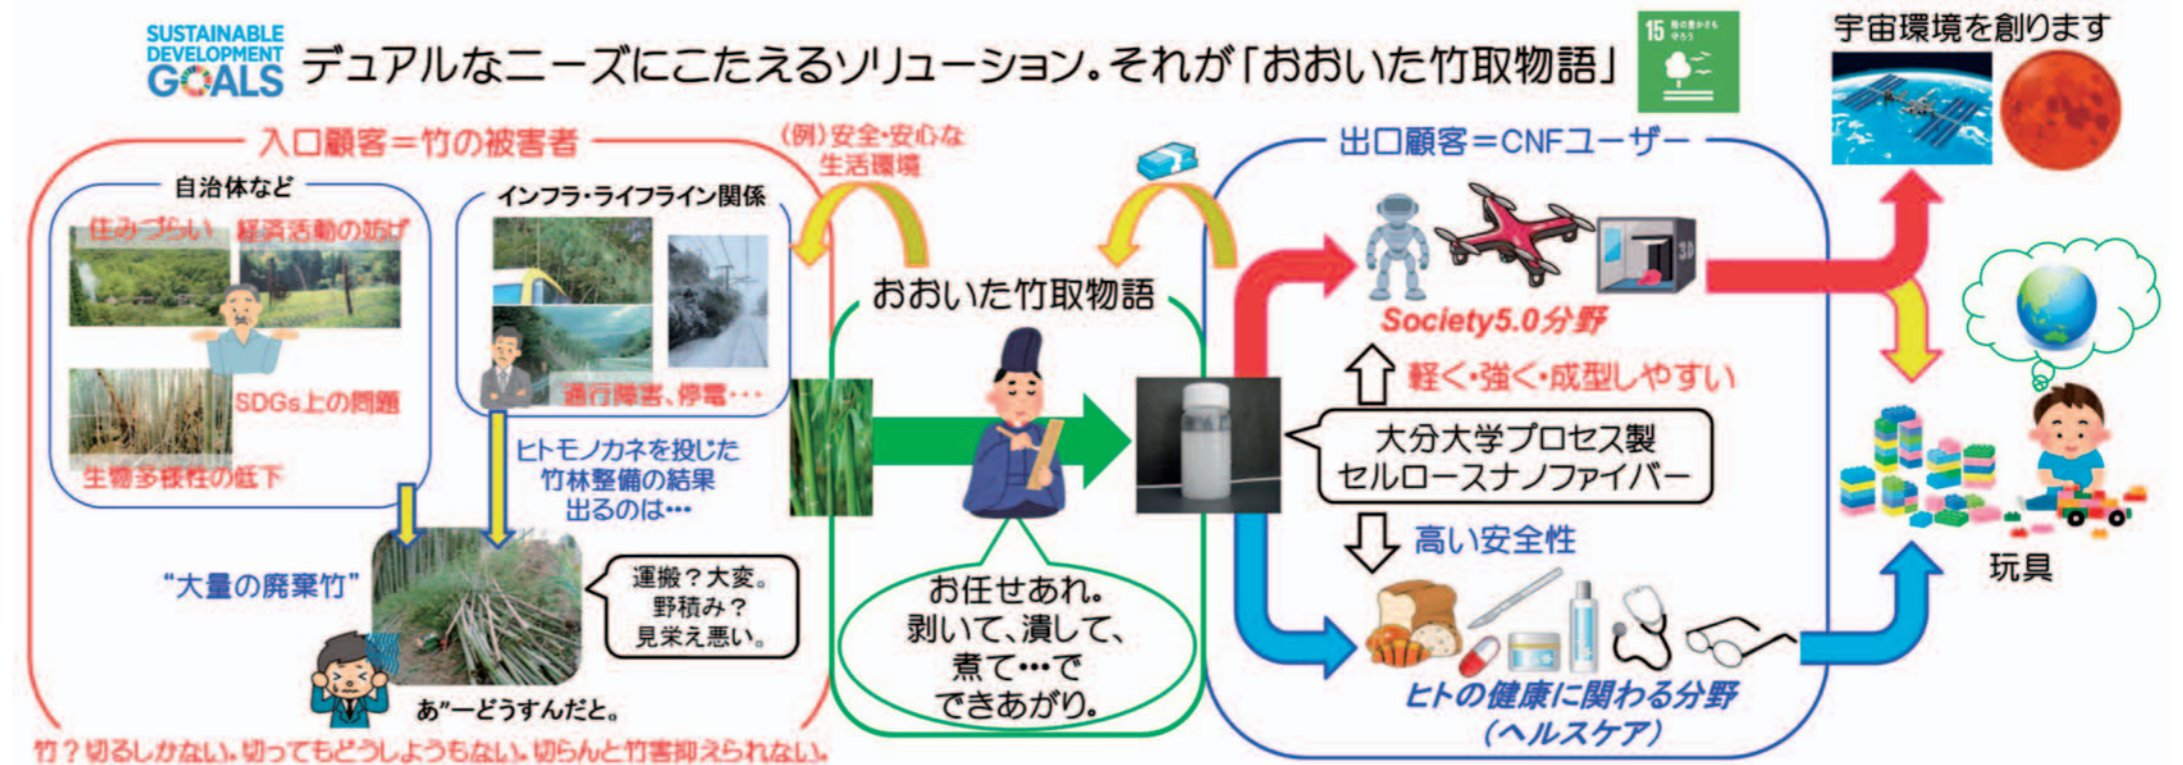 SUSTAINABLE
DEVELOPMENT
GOALS
デュアルなニーズにこたえるソリューション。それが「おおいた竹取物語」
15 陸の豊かさも
守ろう
宇宙環境を創ります
入口顧客＝竹の被害者
(例)安全・安心な
生活環境
出口顧客＝CNFユーザー
自治体など
住みづらい
経済活動の妨げ
SDGs上の問題
生物多様性の低下
インフラ・ライフライン関係
通行障害、停電・・・
ヒトモノカネを投じた
竹林整備の結果
出るのは…
“大量の廃棄竹”
運搬？大変。
野積み？
見栄え悪い。
あ”ーどうすんだと。
竹？切るしかない。切ってもどうしようもない。切らんと竹害抑えられない。
おおいた竹取物語
お任せあれ。
剥いて、潰して、
煮て…で
できあがり。
3D
Society5.0分野
軽く・強く・成型しやすい
大分大学プロセス製
セルロースナノファイバー
高い安全性
ヒトの健康に関わる分野
(ヘルスケア)
玩具